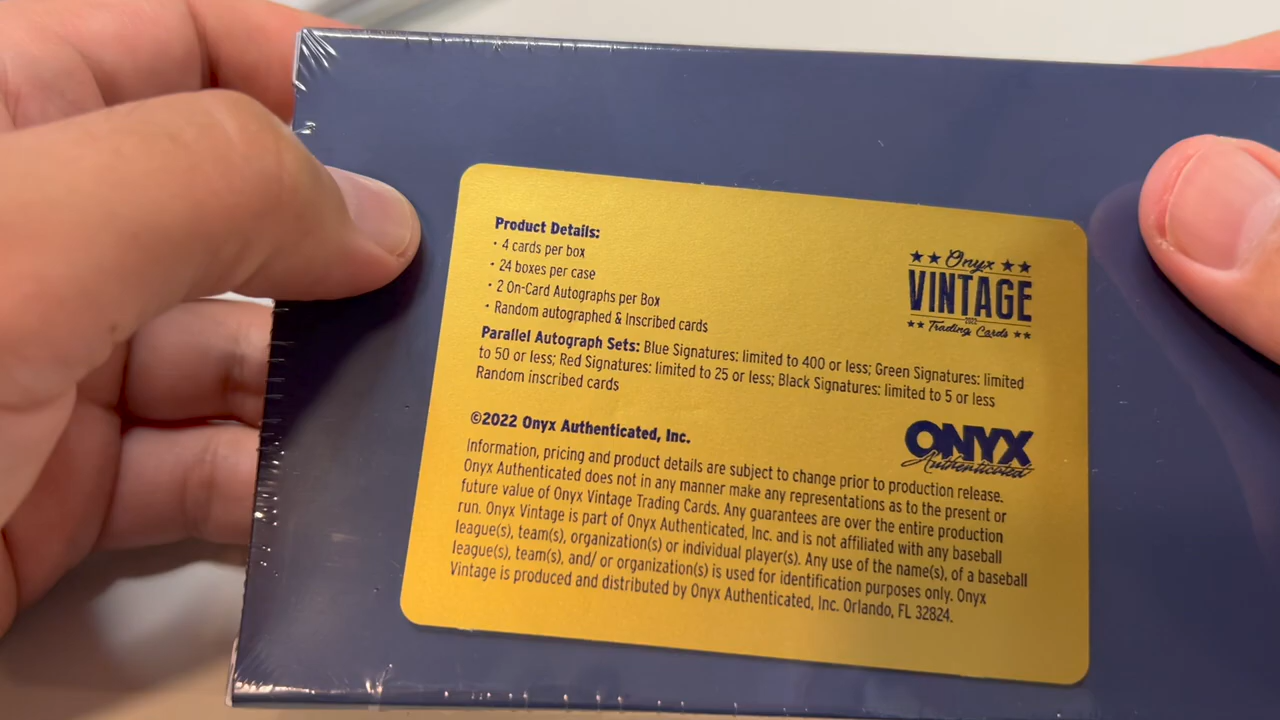 Product Details:
• 4 cards per box
• 24 boxes per case
• 2 On-Card Autographs per Box
• Random autographed & Inscribed cards
Onyx
VINTAGE
2022
Trading Cards
Parallel Autograph Sets: Blue Signatures: limited to 400 or less; Green Signatures: limited
to 50 or less; Red Signatures: limited to 25 or less; Black Signatures: limited to 5 or less
Random inscribed cards
©2022 Onyx Authenticated, Inc.
ONYX
Authenticated
Information, pricing and product details are subject to change prior to production release.
Onyx Authenticated does not in any manner make any representations as to the present or
future value of Onyx Vintage Trading Cards. Any guarantees are over the entire production
run. Onyx Vintage is part of Onyx Authenticated, Inc. and is not affiliated with any baseball
league(s), team(s), organization(s) or individual player(s). Any use of the name(s), of a baseball
league(s), team(s), and/ or organization(s) is used for identification purposes only. Onyx
Vintage is produced and distributed by Onyx Authenticated, Inc. Orlando, FL 32824.